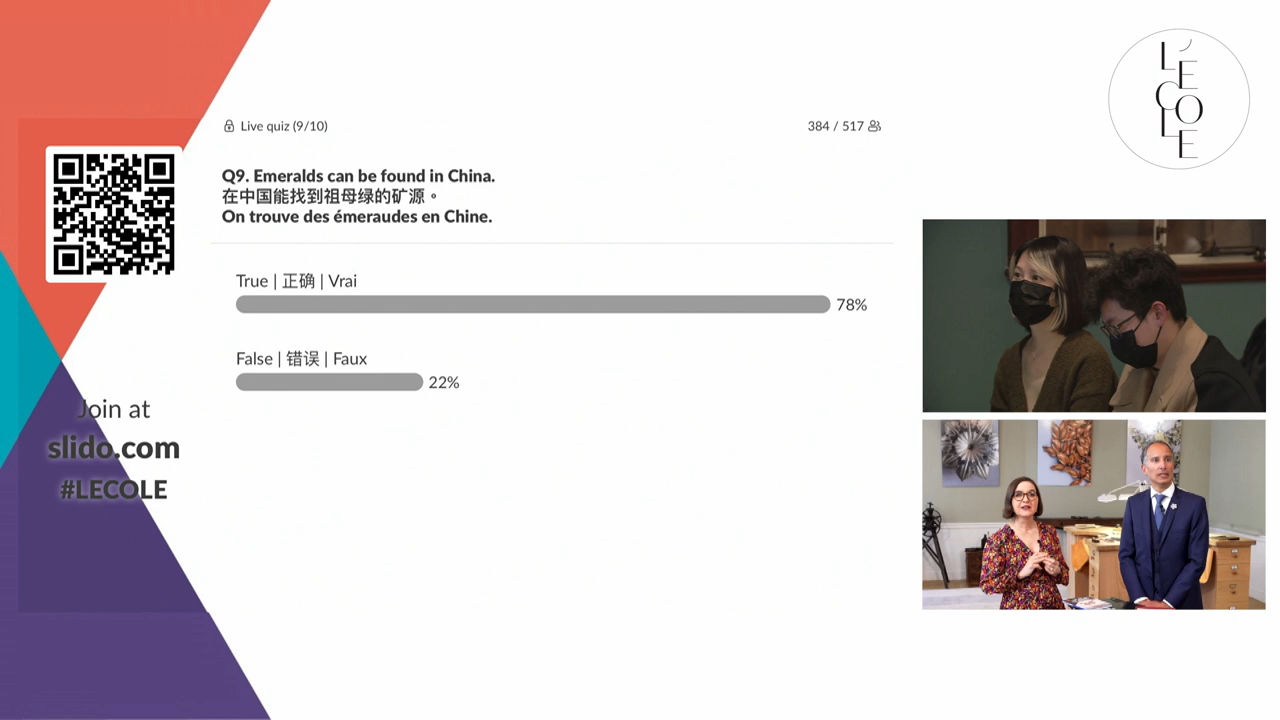 Live quiz (9/10)
384 / 517
Q9. Emeralds can be found in China.
在中国能找到祖母绿的矿源。
On trouve des émeraudes en Chine.
True | 正确 | Vrai
78%
False | 错误 | Faux
22%
Join at
slido.com
#LECOLE
L'ÉCOLE